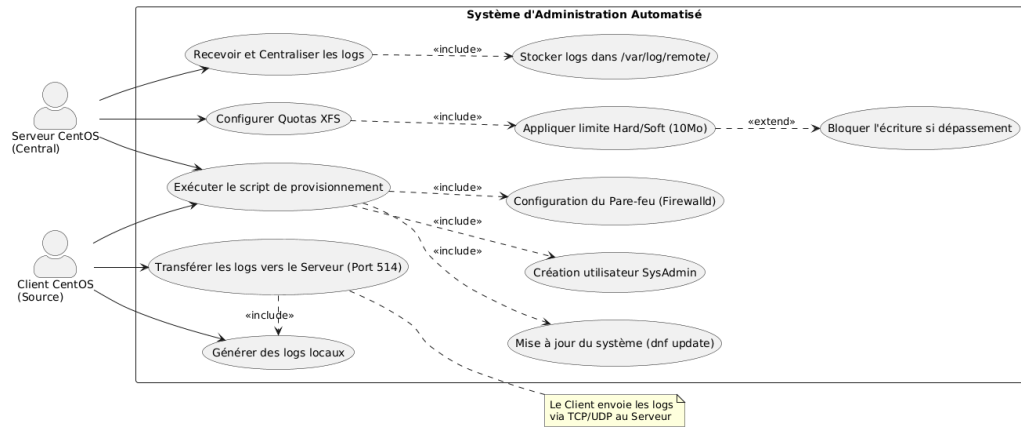 Système d'Administration Automatisé
Recevoir et Centraliser les logs
«include»
Stocker logs dans /var/log/remote/
Serveur CentOS
(Central)
Configurer Quotas XFS
«include»
Appliquer limite Hard/Soft (10Mo)
«extend»
Bloquer l'écriture si dépassement
Exécuter le script de provisionnement
«include»
Configuration du Pare-feu (Firewalld)
«include»
Création utilisateur SysAdmin
«include»
Mise à jour du système (dnf update)
Client CentOS
(Source)
Transférer les logs vers le Serveur (Port 514)
«include»
Générer des logs locaux
Le Client envoie les logs
via TCP/UDP au Serveur